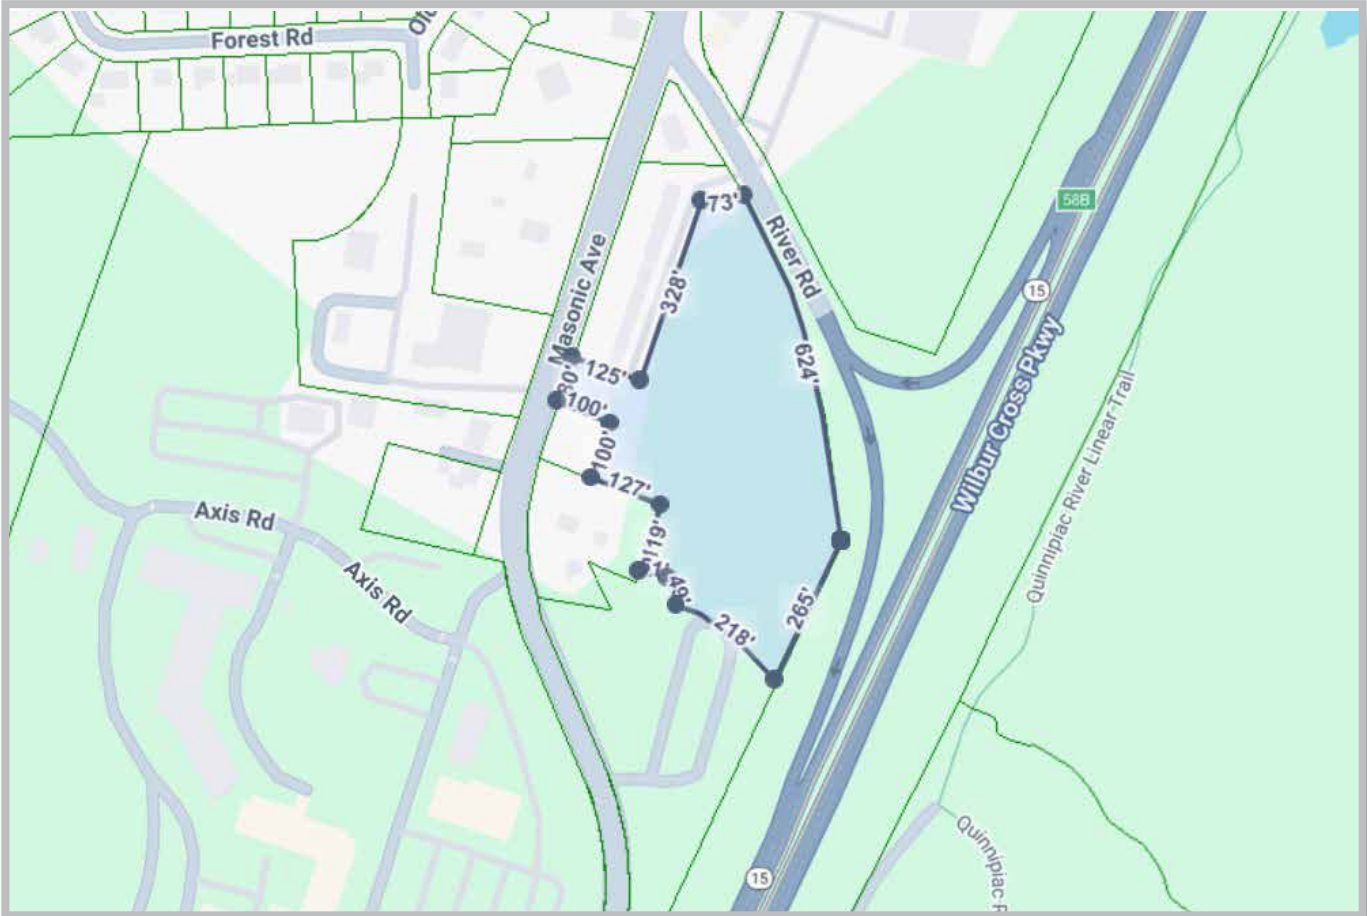 Forest Rd
58B
73'
River Rd
Masonic Ave
328'
15
624'
125'
80'
100'
Wilbur Cross Pkwy
Quinnipiac River Linear Trail
100'
127'
Axis Rd
Axis Rd
265'
218'
15